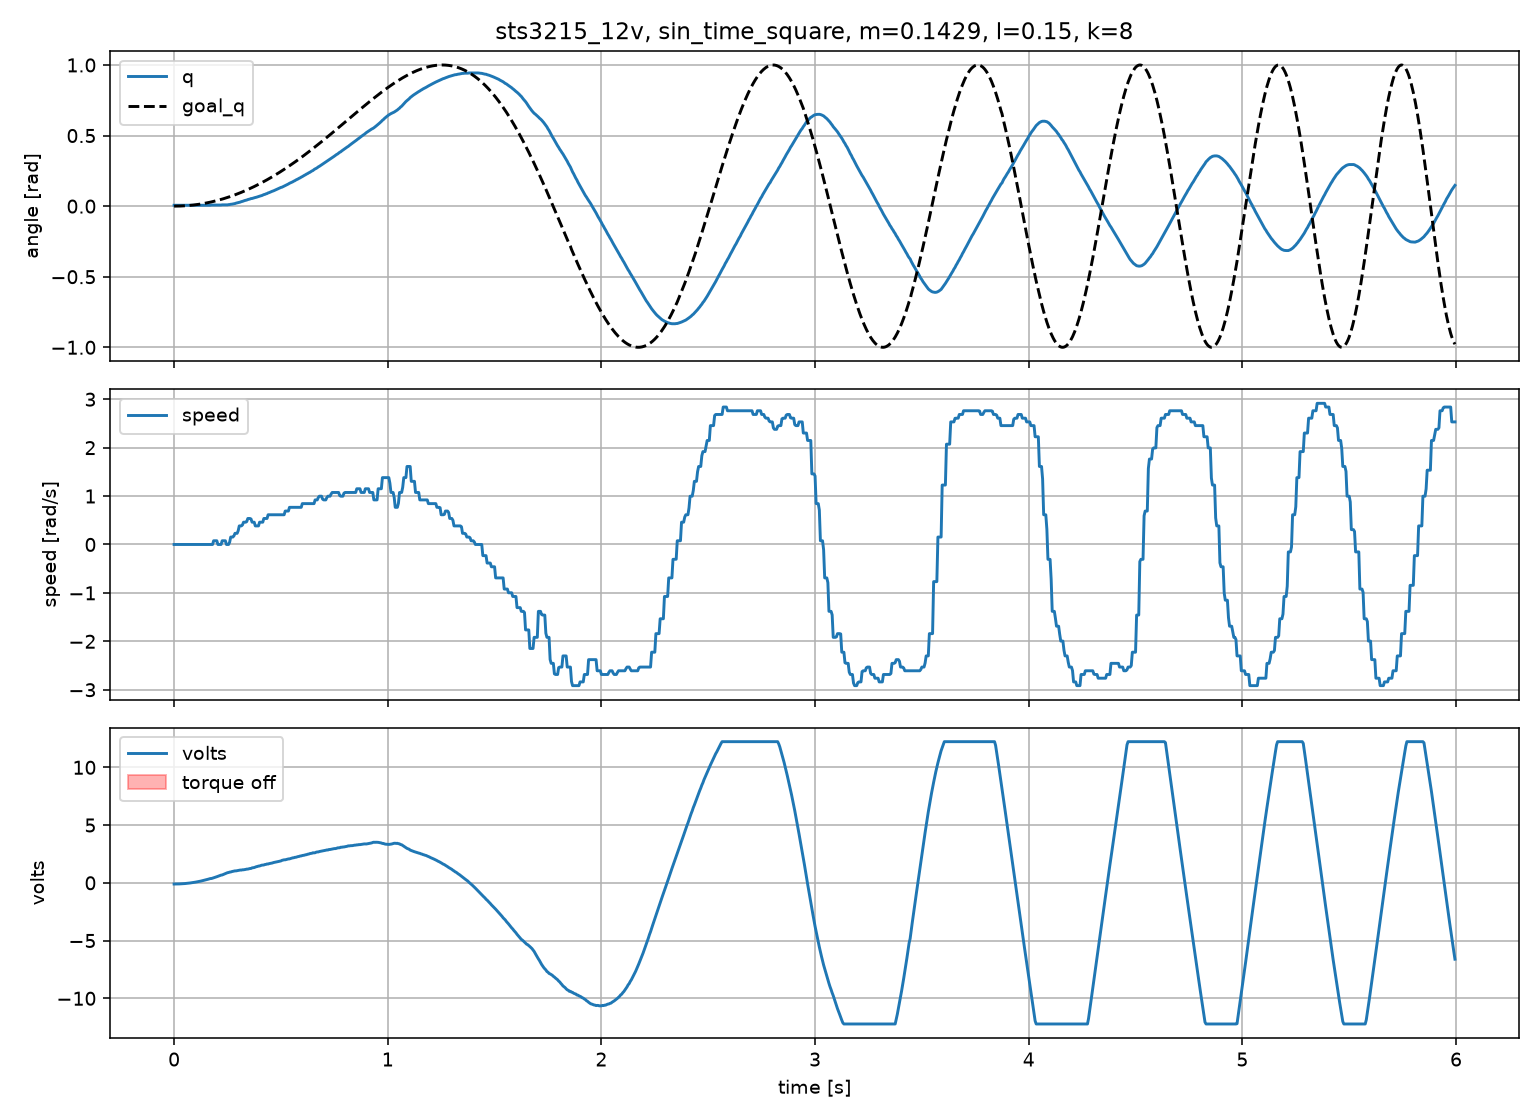 sts3215_12v, sin_time_square, m=0.1429, l=0.15, k=8
1.0
0.5
0.0
−0.5
−1.0
angle [rad]
q
goal_q
3
2
1
0
−1
−2
−3
speed [rad/s]
speed
10
5
0
−5
−10
volts
volts
torque off
0 1 2 3 4 5 6
time [s]